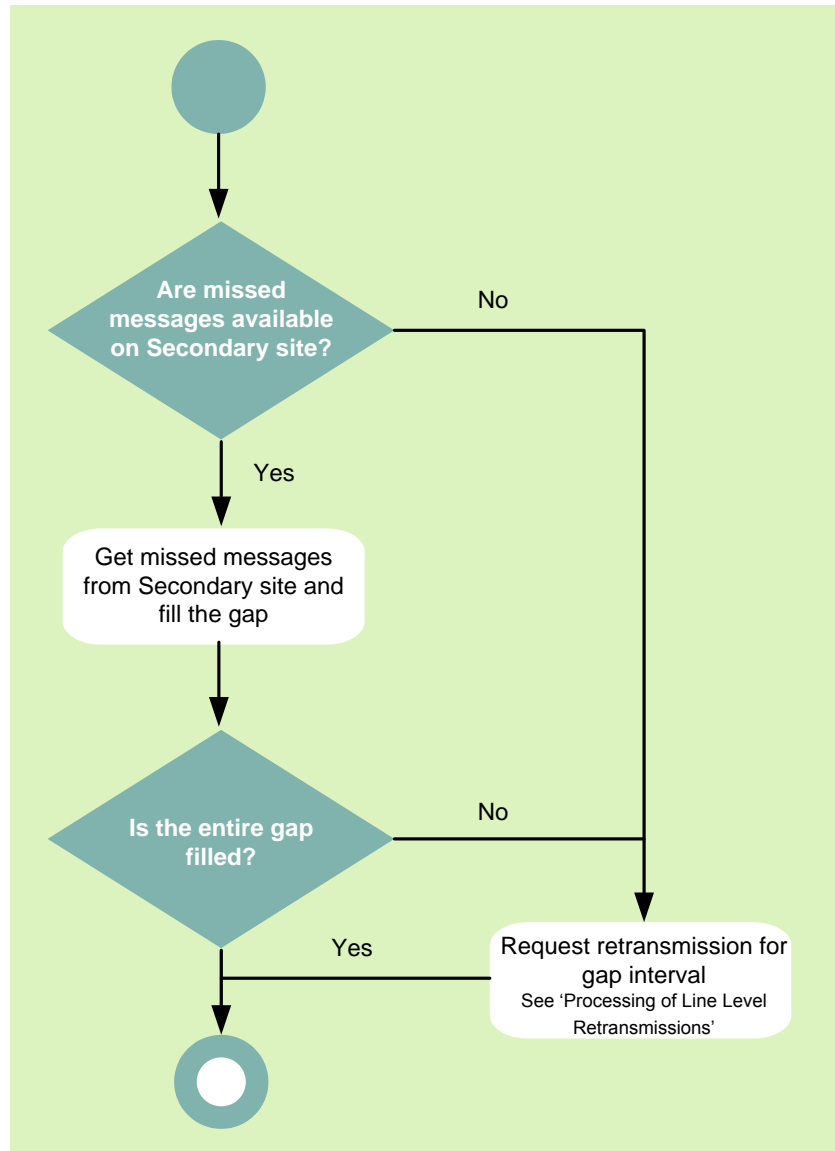 Are missed
messages available
on Secondary site?
No
Yes
Get missed messages
from Secondary site and
fill the gap
Is the entire gap
filled?
No
Yes
Request retransmission for
gap interval
See 'Processing of Line Level
Retransmissions'